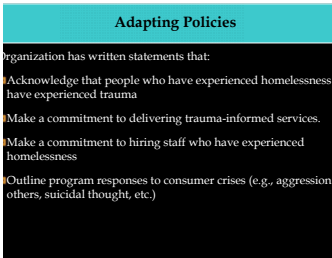 Adapting Policies
Organization has written statements that:
Acknowledge that people who have experienced homelessness
have experienced trauma
Make a commitment to delivering trauma-informed services.
Make a commitment to hiring staff who have experienced
homelessness
Outline program responses to consumer crises (e.g., aggression
others, suicidal thought, etc.)